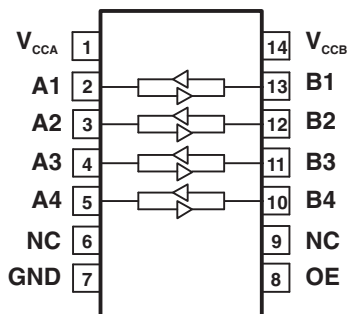 VCCA 1 14 VCCB
A1 2 13 B1
A2 3 12 B2
A3 4 11 B3
A4 5 10 B4
NC 6 9 NC
GND 7 8 OE